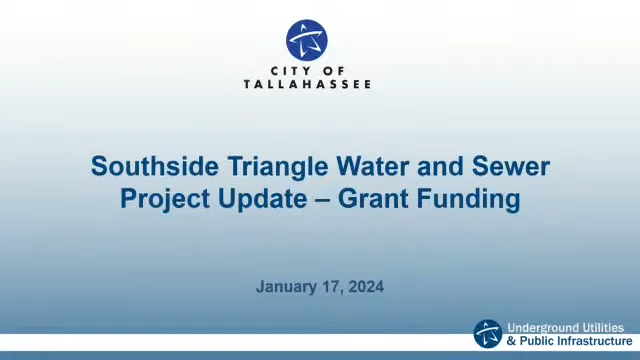 CITY OF
TALLAHASSEE
Southside Triangle Water and Sewer
Project Update – Grant Funding
January 17, 2024
Underground Utilities
& Public Infrastructure